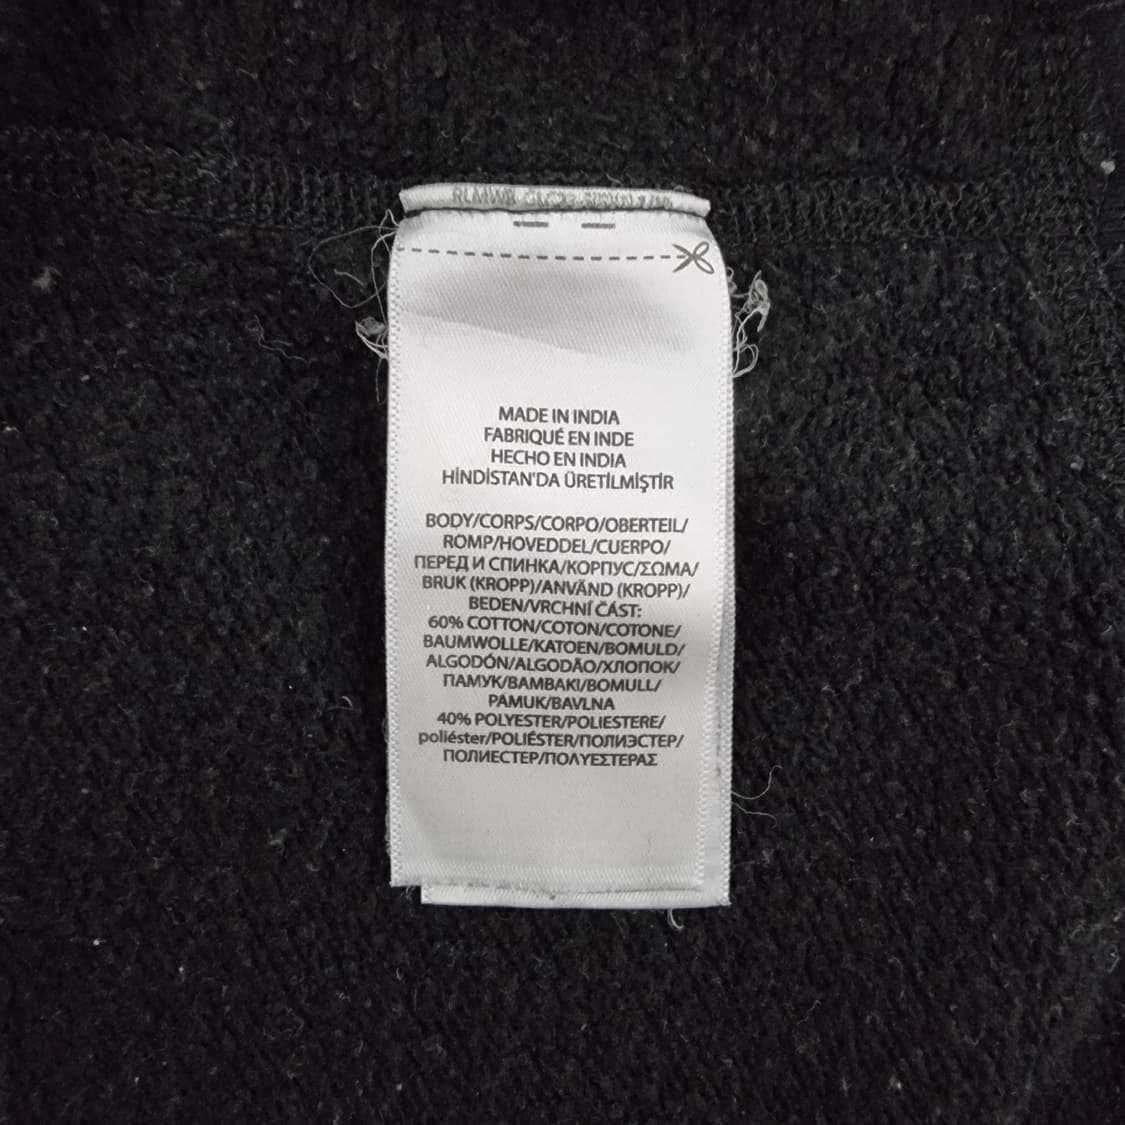 MADE IN INDIA
FABRIQUÉ EN INDE
HECHO EN INDIA
HİNDİSTAN'DA ÜRETİLMİŞTİR
BODY/CORPS/CORPO/OBERTEIL/
ROMP/HOVEDDEL/CUERPO/
ПЕРЕД И СПИНКА/КОРПУС/ΣΩΜΑ/
BRUK (KROPP)/ANVÄND (KROPP)/
BEDEN/VRCHNÍ ČÁST:
60% COTTON/COTON/COTONE/
BAUMWOLLE/KATOEN/BOMULD/
ALGODÓN/ALGODÃO/ХЛОПОК/
ПАМУК/ΒΑΜΒΑΚΙ/BOMULL/
PAMUK/BAVLNA
40% POLYESTER/POLIESTERE/
poliéster/POLIÉSTER/ПОЛИЭСТЕР/
ПОЛИЕСТЕР/ΠΟΛΥΕΣΤΕΡΑΣ